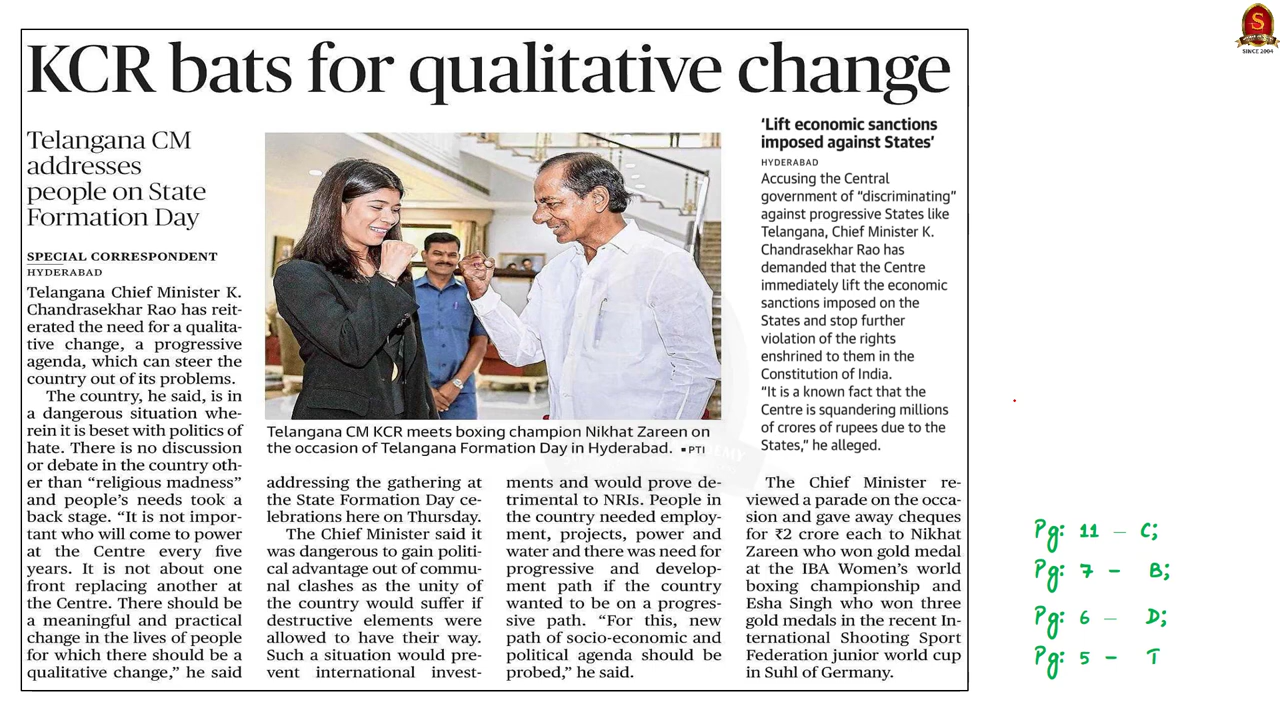 KCR bats for qualitative change
Telangana CM
addresses
people on State
Formation Day
SPECIAL CORRESPONDENT
HYDERABAD
Telangana Chief Minister K.
Chandrasekhar Rao has reit-
erated the need for a qualita-
tive change, a progressive
agenda, which can steer the
country out of its problems.
The country, he said, is in
a dangerous situation whe-
rein it is beset with politics of
hate. There is no discussion
or debate in the country oth-
er than “religious madness”
and people’s needs took a
back stage. “It is not impor-
tant who will come to power
at the Centre every five
years. It is not about one
front replacing another at
the Centre. There should be
a meaningful and practical
change in the lives of people
for which there should be a
qualitative change,” he said
Telangana CM KCR meets boxing champion Nikhat Zareen on
the occasion of Telangana Formation Day in Hyderabad. ▪ PTI
addressing the gathering at
the State Formation Day ce-
lebrations here on Thursday.
The Chief Minister said it
was dangerous to gain politi-
cal advantage out of commu-
nal clashes as the unity of
the country would suffer if
destructive elements were
allowed to have their way.
Such a situation would pre-
vent international invest-
ments and would prove de-
trimental to NRIs. People in
the country needed employ-
ment, projects, power and
water and there was need for
progressive and develop-
ment path if the country
wanted to be on a progres-
sive path. “For this, new
path of socio-economic and
political agenda should be
probed,” he said.
‘Lift economic sanctions
imposed against States’
HYDERABAD
Accusing the Central
government of “discriminating”
against progressive States like
Telangana, Chief Minister K.
Chandrasekhar Rao has
demanded that the Centre
immediately lift the economic
sanctions imposed on the
States and stop further
violation of the rights
enshrined to them in the
Constitution of India.
“It is a known fact that the
Centre is squandering millions
of crores of rupees due to the
States,” he alleged.
The Chief Minister re-
viewed a parade on the occa-
sion and gave away cheques
for ₹2 crore each to Nikhat
Zareen who won gold medal
at the IBA Women’s world
boxing championship and
Esha Singh who won three
gold medals in the recent In-
ternational Shooting Sport
Federation junior world cup
in Suhl of Germany.
S
SINCE 2004
Pg: 11 – C;
Pg: 7 – B;
Pg: 6 – D;
Pg: 5 – T